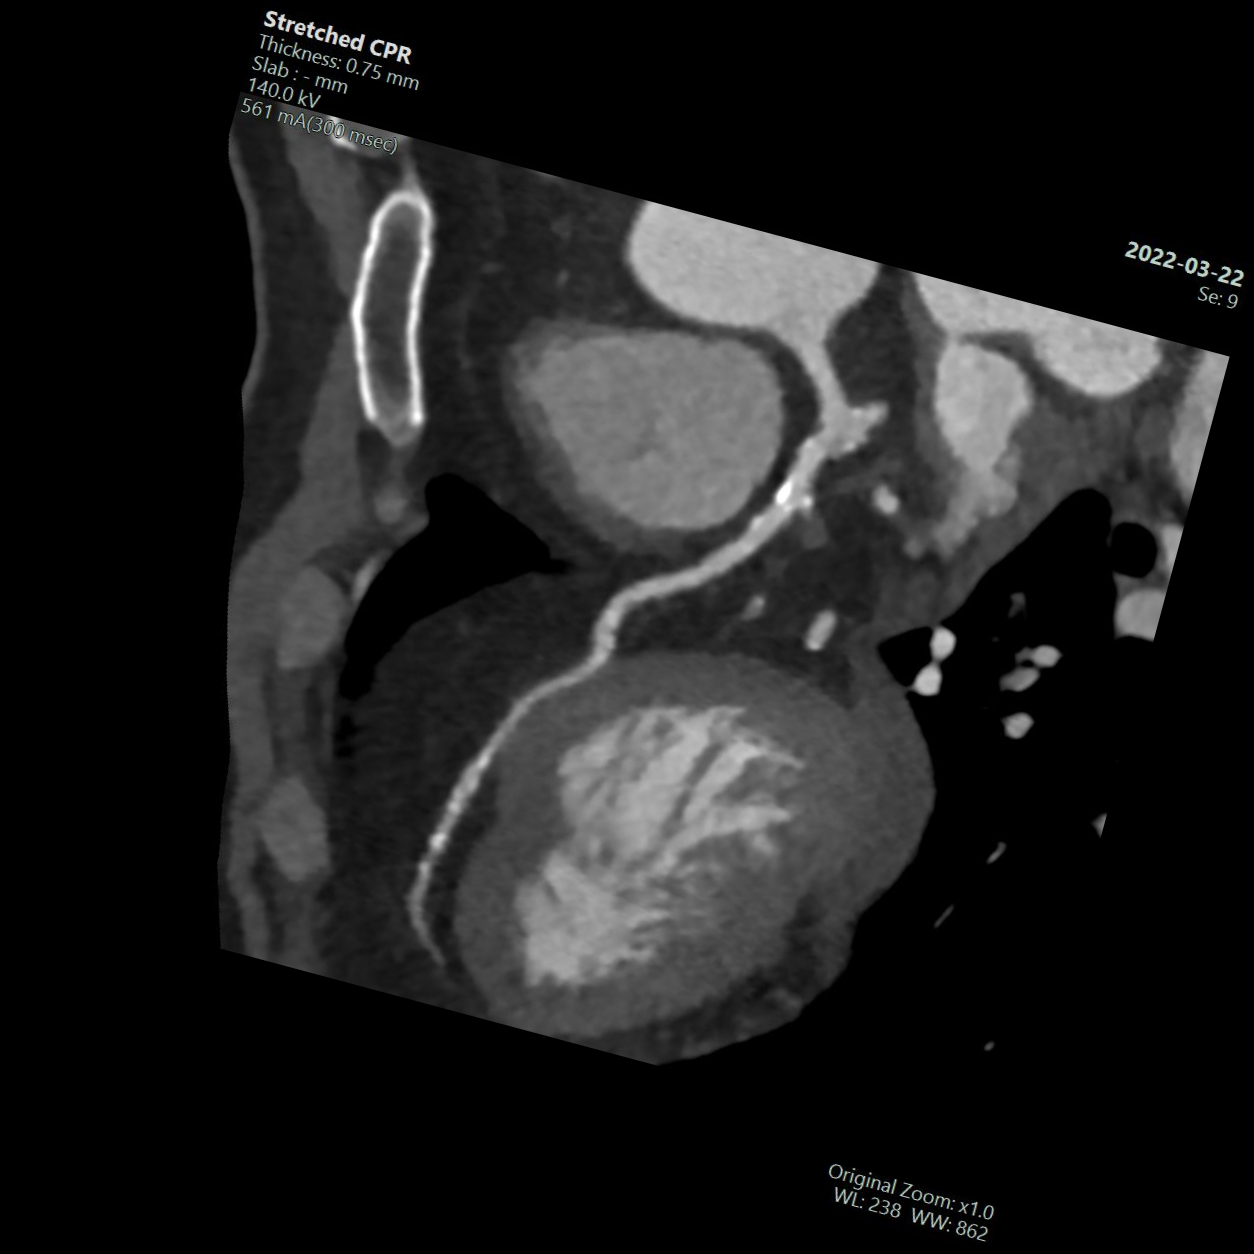 Stretched CPR
Thickness: 0.75 mm
Slab : - mm
140.0 kV
561 mA(300 msec)
2022-03-22
Se: 9
Original Zoom: x1.0
WL: 238 WW: 862